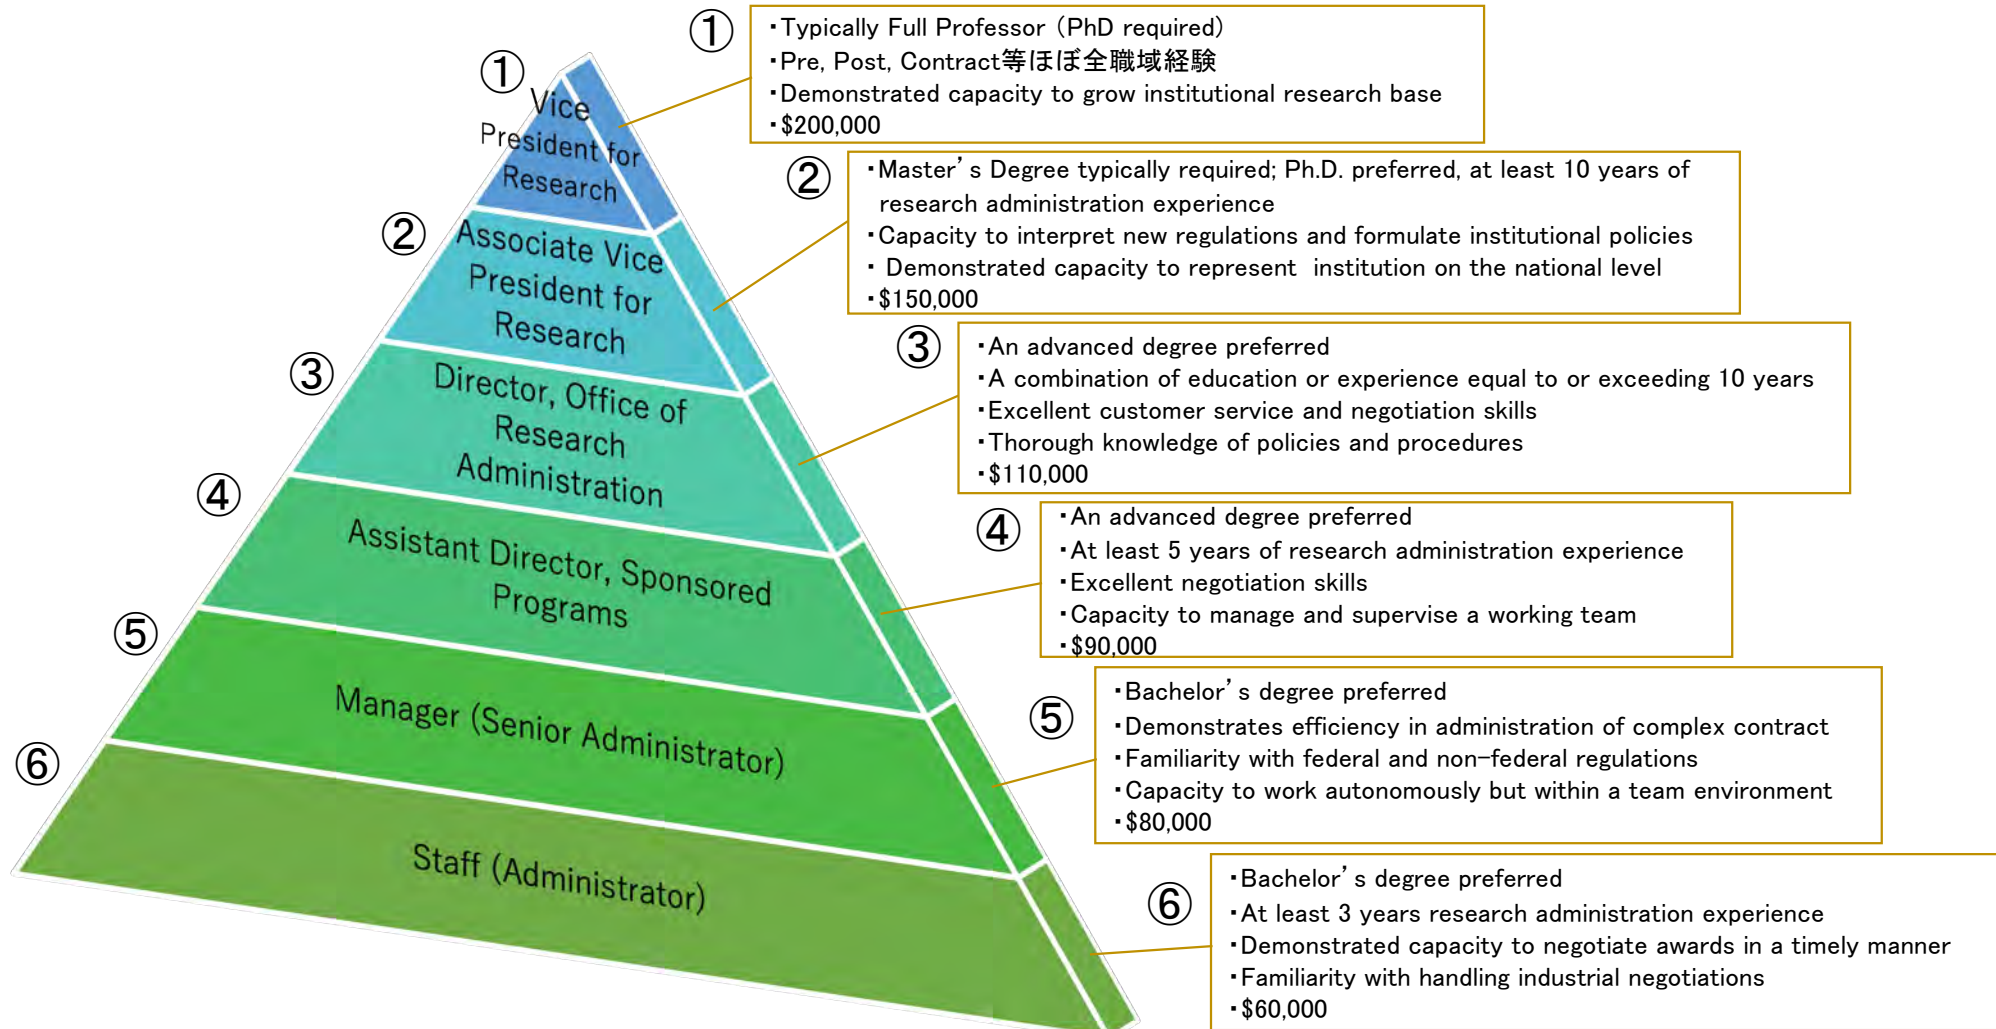 ①
Vice
President for
Research
②
Associate Vice
President for
Research
③
Director, Office of
Research
Administration
④
Assistant Director, Sponsored
Programs
⑤
Manager (Senior Administrator)
⑥
Staff (Administrator)
①
・Typically Full Professor (PhD required)
・Pre, Post, Contract等ほぼ全職域経験
・Demonstrated capacity to grow institutional research base
・$200,000
②
・Master’s Degree typically required; Ph.D. preferred, at least 10 years of
research administration experience
・Capacity to interpret new regulations and formulate institutional policies
・ Demonstrated capacity to represent  institution on the national level
・$150,000
③
・An advanced degree preferred
・A combination of education or experience equal to or exceeding 10 years
・Excellent customer service and negotiation skills
・Thorough knowledge of policies and procedures
・$110,000
④
・An advanced degree preferred
・At least 5 years of research administration experience
・Excellent negotiation skills
・Capacity to manage and supervise a working team
・$90,000
⑤
・Bachelor’s degree preferred
・Demonstrates efficiency in administration of complex contract
・Familiarity with federal and non-federal regulations
・Capacity to work autonomously but within a team environment
・$80,000
⑥
・Bachelor’s degree preferred
・At least 3 years research administration experience
・Demonstrated capacity to negotiate awards in a timely manner
・Familiarity with handling industrial negotiations
・$60,000